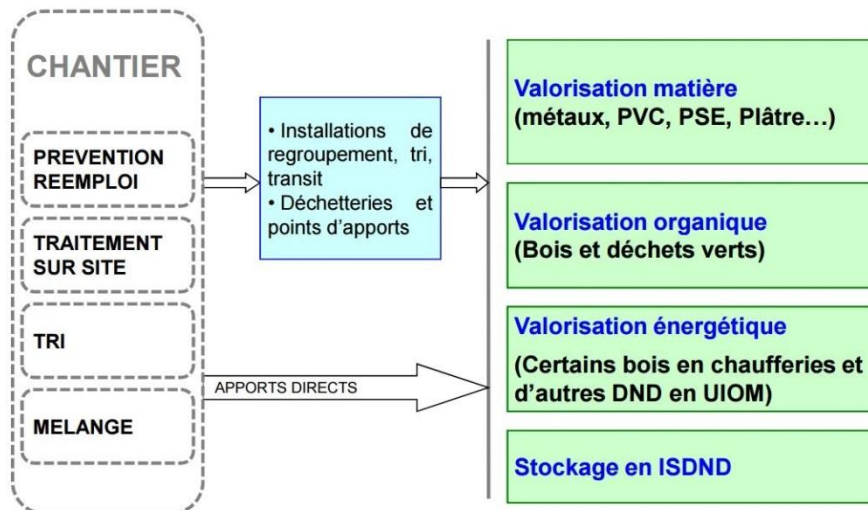 CHANTIER
PREVENTION
REEMPLOI
TRAITEMENT
SUR SITE
TRI
MELANGE
• Installations de
regroupement, tri,
transit
• Déchetteries et
points d'apports
APPORTS DIRECTS
Valorisation matière
(métaux, PVC, PSE, Plâtre…)
Valorisation organique
(Bois et déchets verts)
Valorisation énergétique
(Certains bois en chaufferies et
d'autres DND en UIOM)
Stockage en ISDND